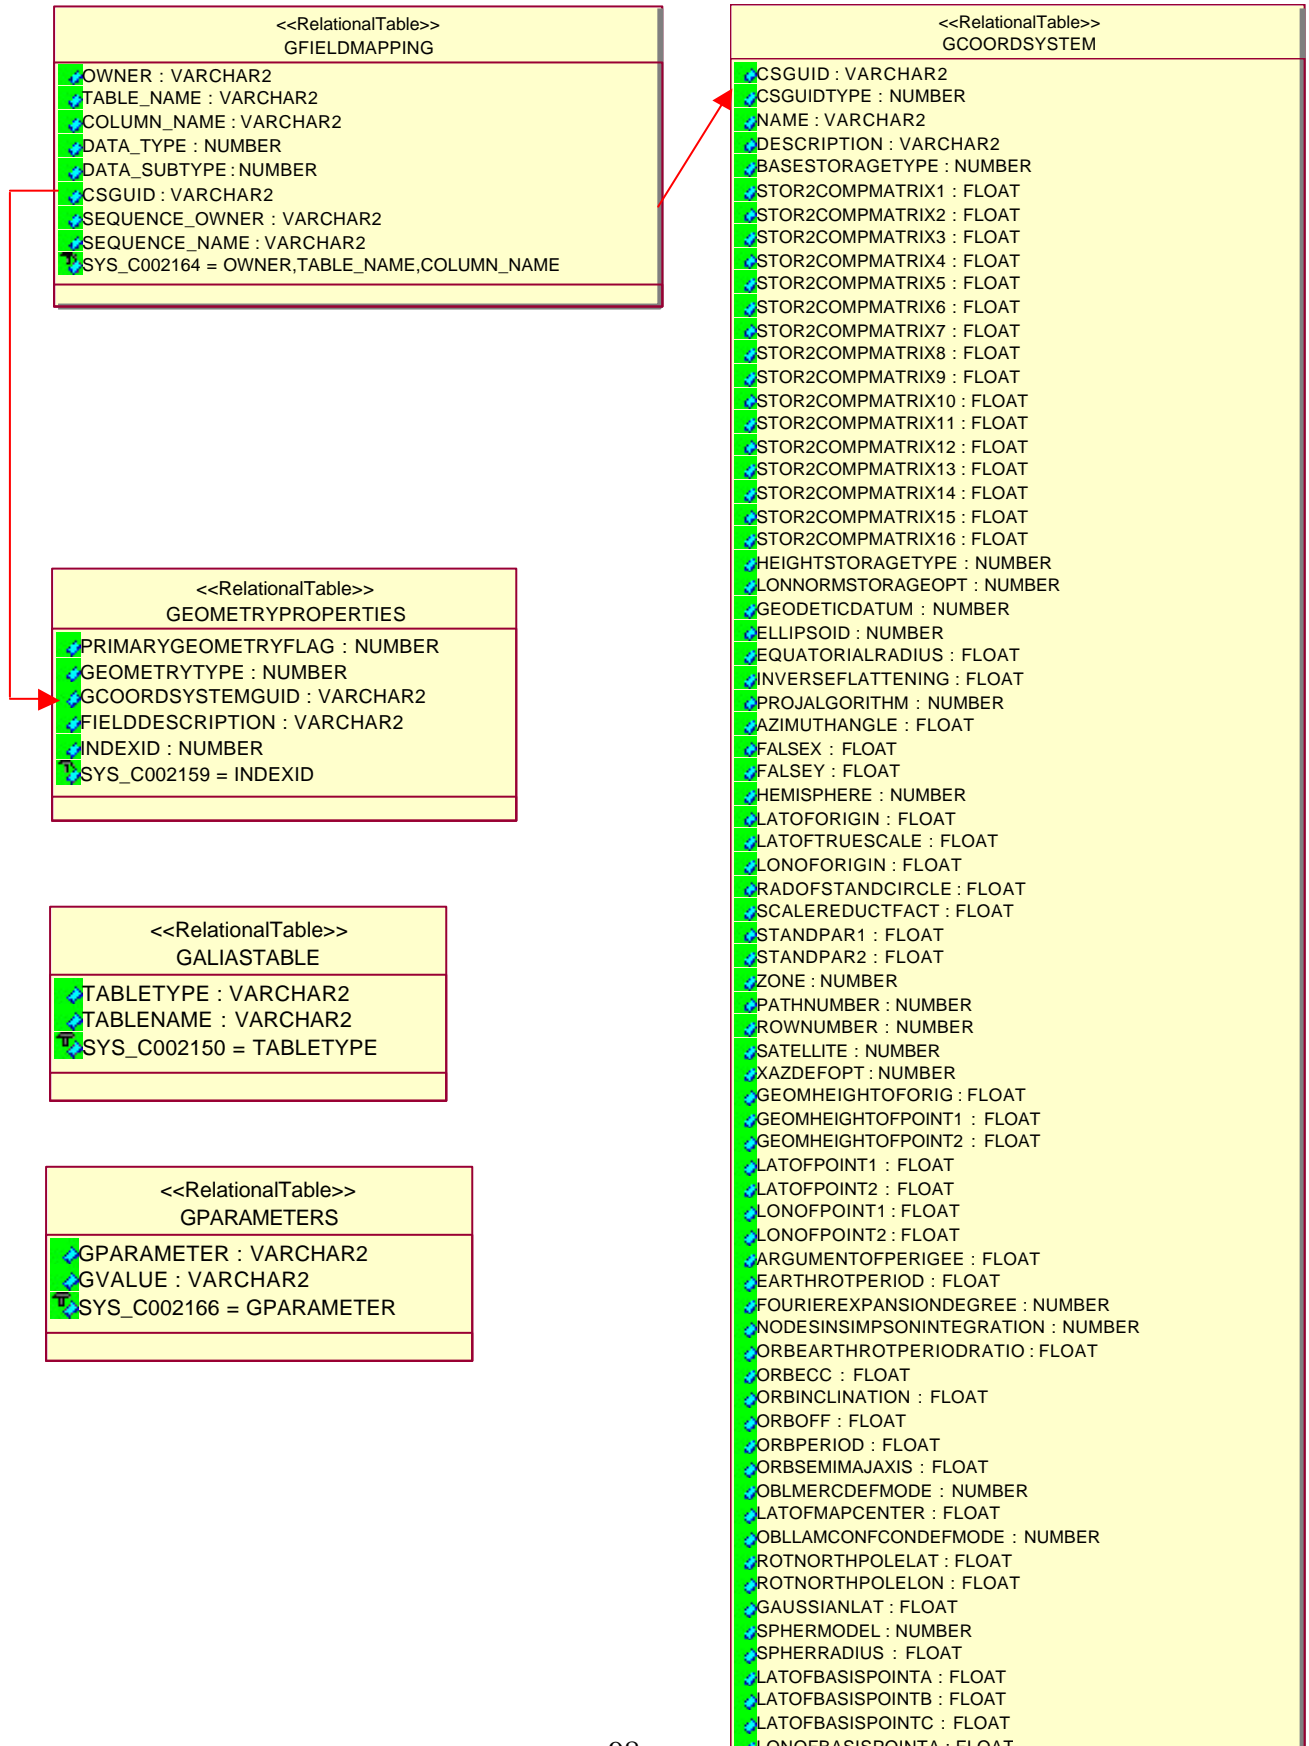 <<RelationalTable>>
GFIELDMAPPING
OWNER : VARCHAR2
TABLE_NAME : VARCHAR2
COLUMN_NAME : VARCHAR2
DATA_TYPE : NUMBER
DATA_SUBTYPE : NUMBER
CSGUID : VARCHAR2
SEQUENCE_OWNER : VARCHAR2
SEQUENCE_NAME : VARCHAR2
SYS_C002164 = OWNER,TABLE_NAME,COLUMN_NAME
<<RelationalTable>>
GEOMETRYPROPERTIES
PRIMARYGEOMETRYFLAG : NUMBER
GEOMETRYTYPE : NUMBER
GCOORDSYSTEMGUID : VARCHAR2
FIELDDESCRIPTION : VARCHAR2
INDEXID : NUMBER
SYS_C002159 = INDEXID
<<RelationalTable>>
GALIASTABLE
TABLETYPE : VARCHAR2
TABLENAME : VARCHAR2
SYS_C002150 = TABLETYPE
<<RelationalTable>>
GPARAMETERS
GPARAMETER : VARCHAR2
GVALUE : VARCHAR2
SYS_C002166 = GPARAMETER
<<RelationalTable>>
GCOORDSYSTEM
CSGUID : VARCHAR2
CSGUIDTYPE : NUMBER
NAME : VARCHAR2
DESCRIPTION : VARCHAR2
BASESTORAGETYPE : NUMBER
STOR2COMPMATRIX1 : FLOAT
STOR2COMPMATRIX2 : FLOAT
STOR2COMPMATRIX3 : FLOAT
STOR2COMPMATRIX4 : FLOAT
STOR2COMPMATRIX5 : FLOAT
STOR2COMPMATRIX6 : FLOAT
STOR2COMPMATRIX7 : FLOAT
STOR2COMPMATRIX8 : FLOAT
STOR2COMPMATRIX9 : FLOAT
STOR2COMPMATRIX10 : FLOAT
STOR2COMPMATRIX11 : FLOAT
STOR2COMPMATRIX12 : FLOAT
STOR2COMPMATRIX13 : FLOAT
STOR2COMPMATRIX14 : FLOAT
STOR2COMPMATRIX15 : FLOAT
STOR2COMPMATRIX16 : FLOAT
HEIGHTSTORAGETYPE : NUMBER
LONNORMSTORAGEOPT : NUMBER
GEODETICDATUM : NUMBER
ELLIPSOID : NUMBER
EQUATORIALRADIUS : FLOAT
INVERSEFLATTENING : FLOAT
PROJALGORITHM : NUMBER
AZIMUTHANGLE : FLOAT
FALSEX : FLOAT
FALSEY : FLOAT
HEMISPHERE : NUMBER
LATOFORIGIN : FLOAT
LATOFTRUESCALE : FLOAT
LONOFORIGIN : FLOAT
RADOFSTANDCIRCLE : FLOAT
SCALEREDUCTFACT : FLOAT
STANDPAR1 : FLOAT
STANDPAR2 : FLOAT
ZONE : NUMBER
PATHNUMBER : NUMBER
ROWNUMBER : NUMBER
SATELLITE : NUMBER
XAZDEFOPT : NUMBER
GEOMHEIGHTOFORIG : FLOAT
GEOMHEIGHTOFPOINT1 : FLOAT
GEOMHEIGHTOFPOINT2 : FLOAT
LATOFPOINT1 : FLOAT
LATOFPOINT2 : FLOAT
LONOFPOINT1 : FLOAT
LONOFPOINT2 : FLOAT
ARGUMENTOFPERIGEE : FLOAT
EARTHROTPERIOD : FLOAT
FOURIEREXPANSIONDEGREE : NUMBER
NODESINSIMPSONINTEGRATION : NUMBER
ORBEARTHROTPERIODRATIO : FLOAT
ORBECC : FLOAT
ORBINCLINATION : FLOAT
ORBOFF : FLOAT
ORBPERIOD : FLOAT
ORBSEMIMAJAXIS : FLOAT
OBLMERCDEFMODE : NUMBER
LATOFMAPCENTER : FLOAT
OBLLAMCONFCONDEFMODE : NUMBER
ROTNORTHPOLELAT : FLOAT
ROTNORTHPOLELON : FLOAT
GAUSSIANLAT : FLOAT
SPHERMODEL : NUMBER
SPHERRADIUS : FLOAT
LATOFBASISPOINTA : FLOAT
LATOFBASISPOINTB : FLOAT
LATOFBASISPOINTC : FLOAT
LONOFBASISPOINTA : FLOAT